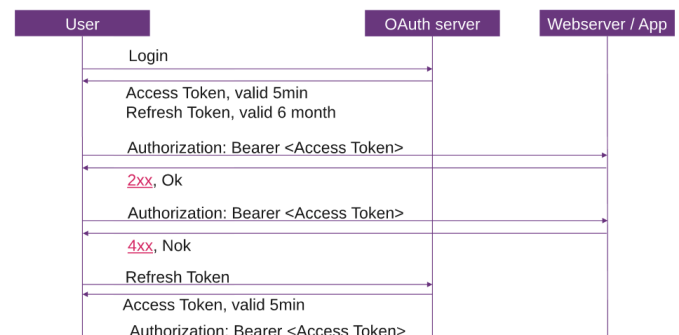 User
OAuth server
Webserver / App
Login
Access Token, valid 5min
Refresh Token, valid 6 month
Authorization: Bearer <Access Token>
2xx, Ok
Authorization: Bearer <Access Token>
4xx, Nok
Refresh Token
Access Token, valid 5min
Authorization: Bearer <Access Token>